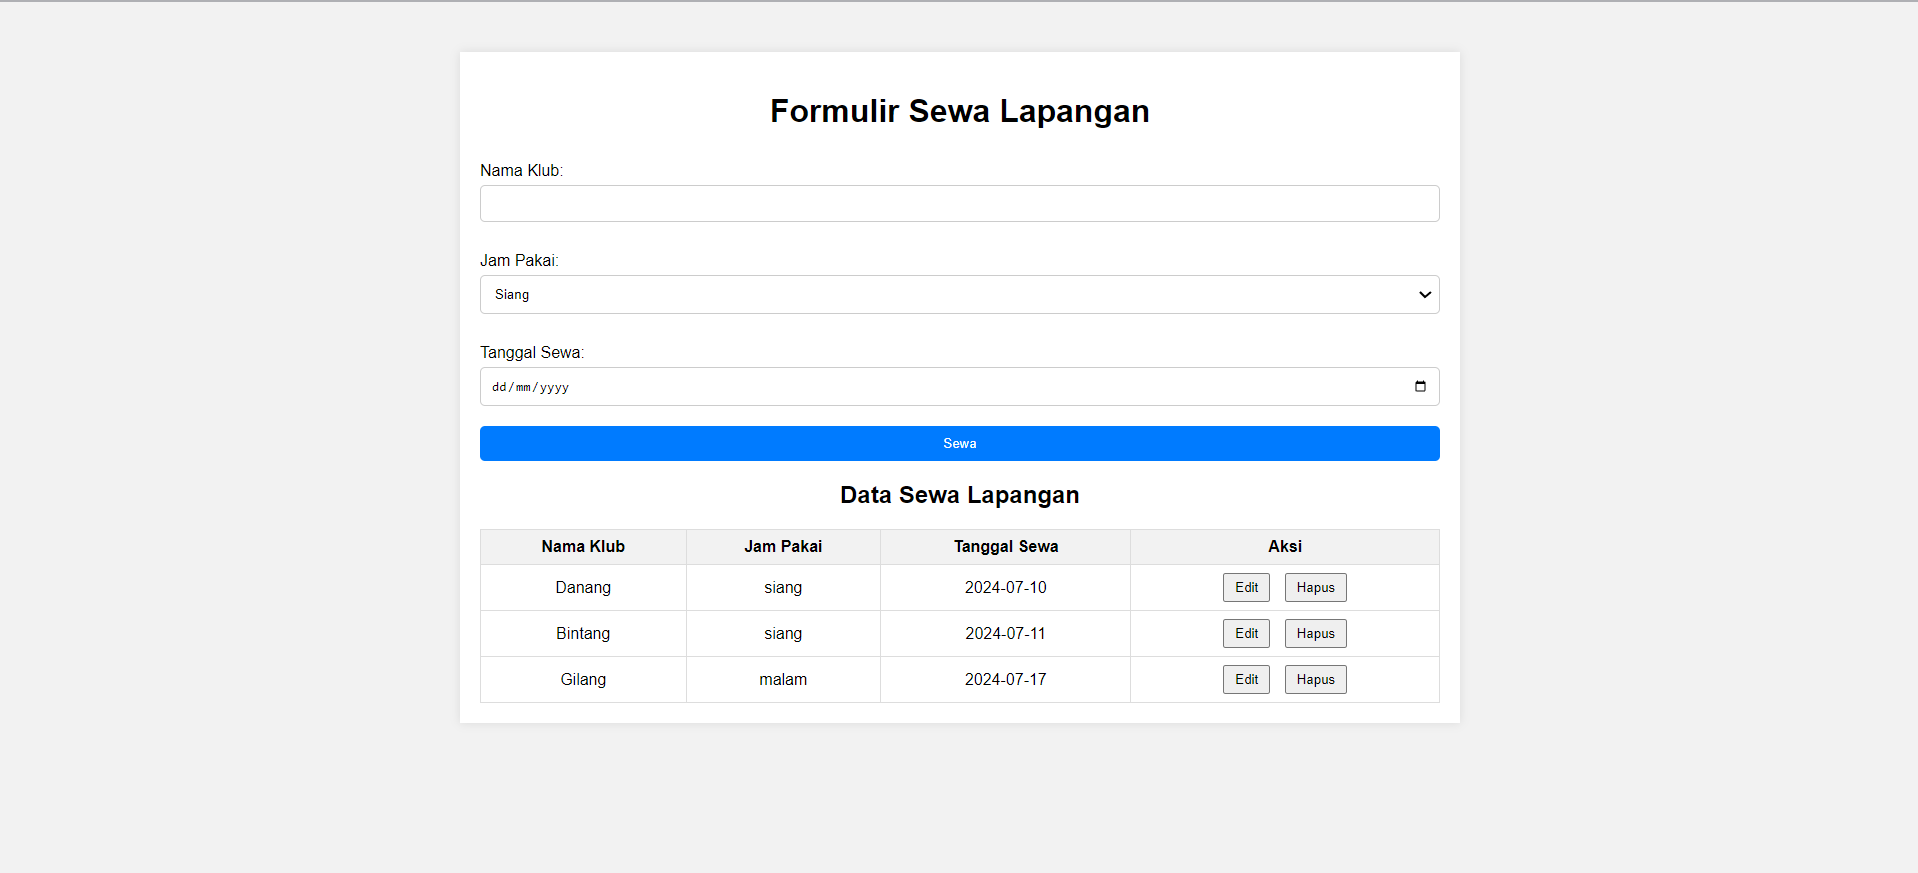 Formulir Sewa Lapangan
Nama Klub:
Jam Pakai:
Siang
Tanggal Sewa:
dd/mm/yyyy
Sewa
Data Sewa Lapangan
Nama Klub Jam Pakai Tanggal Sewa Aksi
Danang siang 2024-07-10 Edit Hapus
Bintang siang 2024-07-11 Edit Hapus
Gilang malam 2024-07-17 Edit Hapus